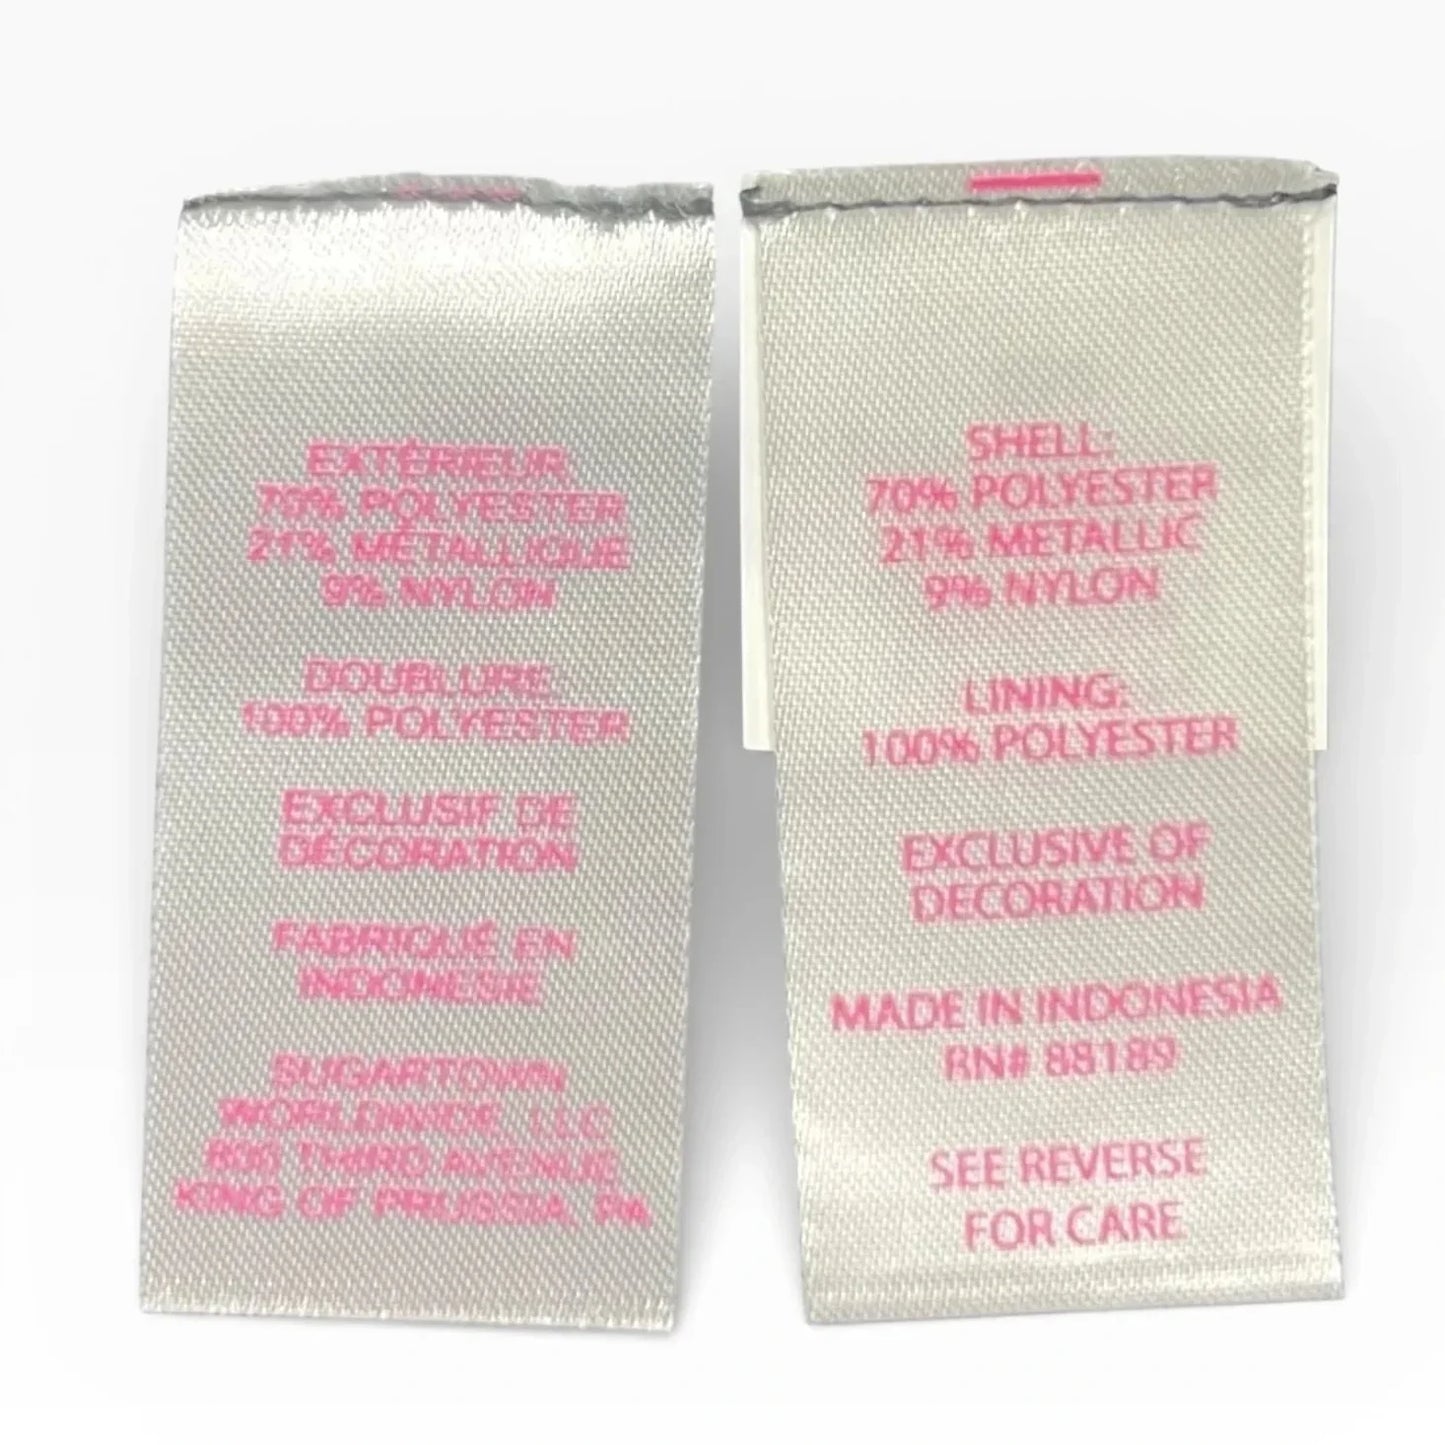 EXTÉRIEUR
70% POLYESTER
21% MÉTALLIQUE
9% NYLON
DOUBLURE
100% POLYESTER
EXCLUSIF DE
DÉCORATION
FABRIQUÉ EN
INDONESIE
SUGARTOWN
WORLDWIDE, LLC
800 THIRD AVENUE
KING OF PRUSSIA, PA
SHELL:
70% POLYESTER
21% METALLIC
9% NYLON
LINING:
100% POLYESTER
EXCLUSIVE OF
DECORATION
MADE IN INDONESIA
RN# 88189
SEE REVERSE
FOR CARE